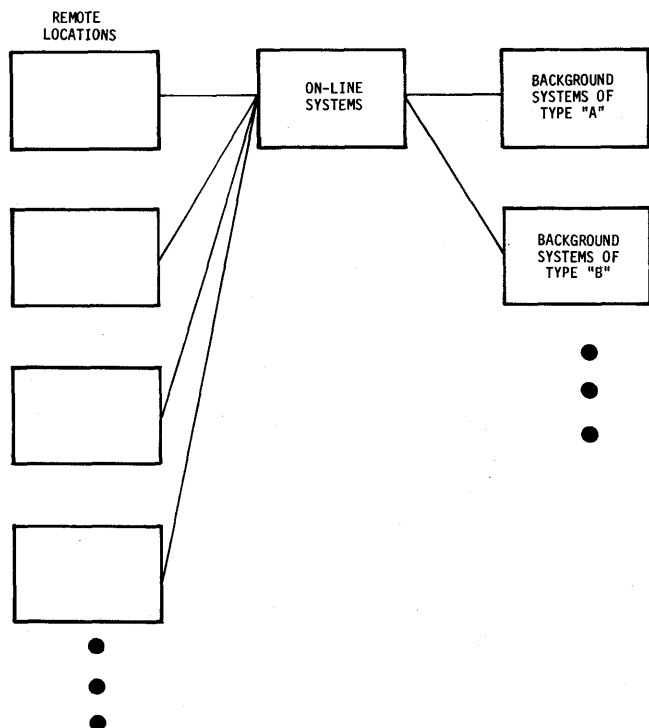 REMOTE
LOCATIONS
ON-LINE
SYSTEMS
BACKGROUND
SYSTEMS OF
TYPE "A"
BACKGROUND
SYSTEMS OF
TYPE "B"